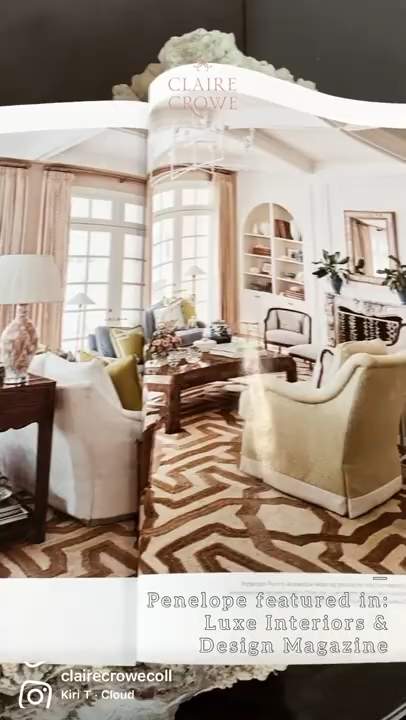 CLAIRE
CROWE
Penelope featured in:
Luxe Interiors &
Design Magazine
clairecrowecoll
Kiri T · Cloud